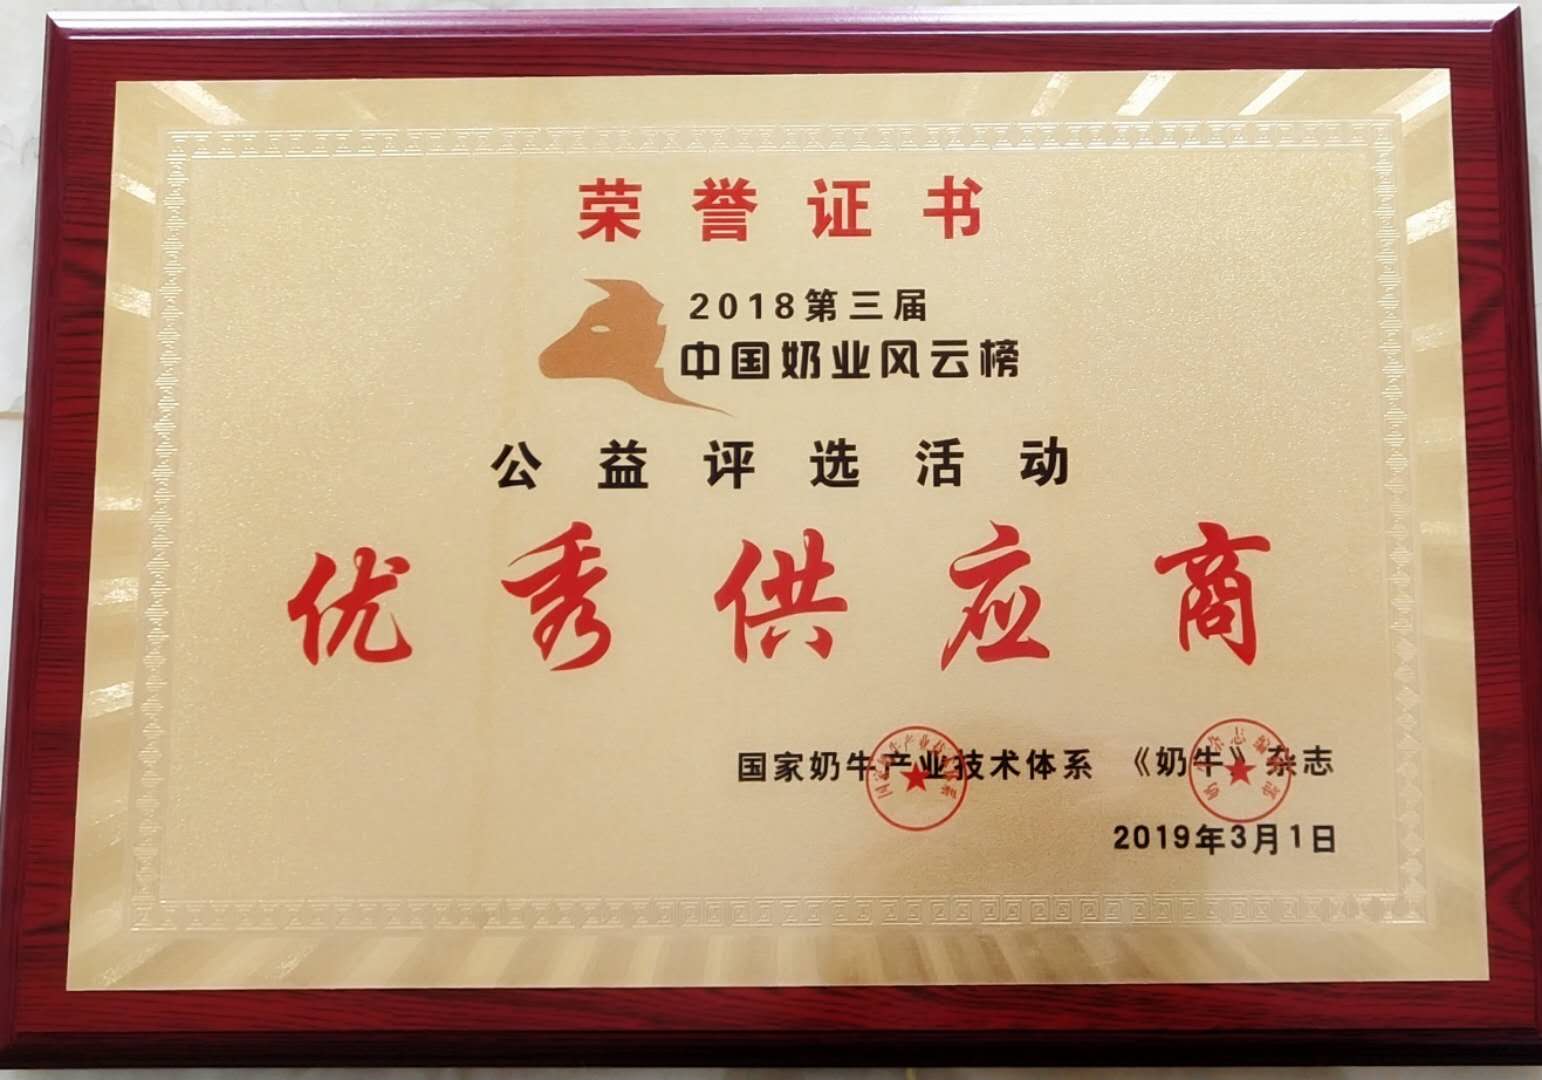 荣誉证书
2018第三届
中国奶业风云榜
公益评选活动
优秀供应商
国家奶牛产业技术体系 《奶牛》杂志
2019年3月1日